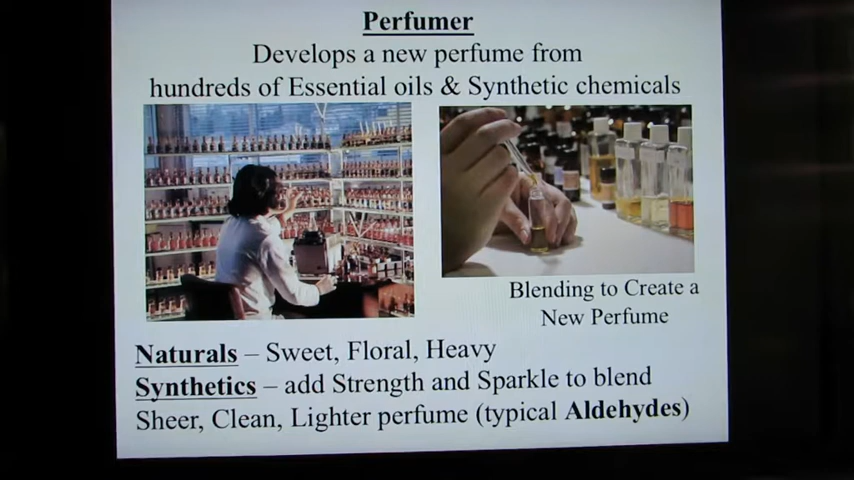 Perfumer
Develops a new perfume from
hundreds of Essential oils & Synthetic chemicals
Blending to Create a
New Perfume
Naturals – Sweet, Floral, Heavy
Synthetics – add Strength and Sparkle to blend
Sheer, Clean, Lighter perfume (typical Aldehydes)